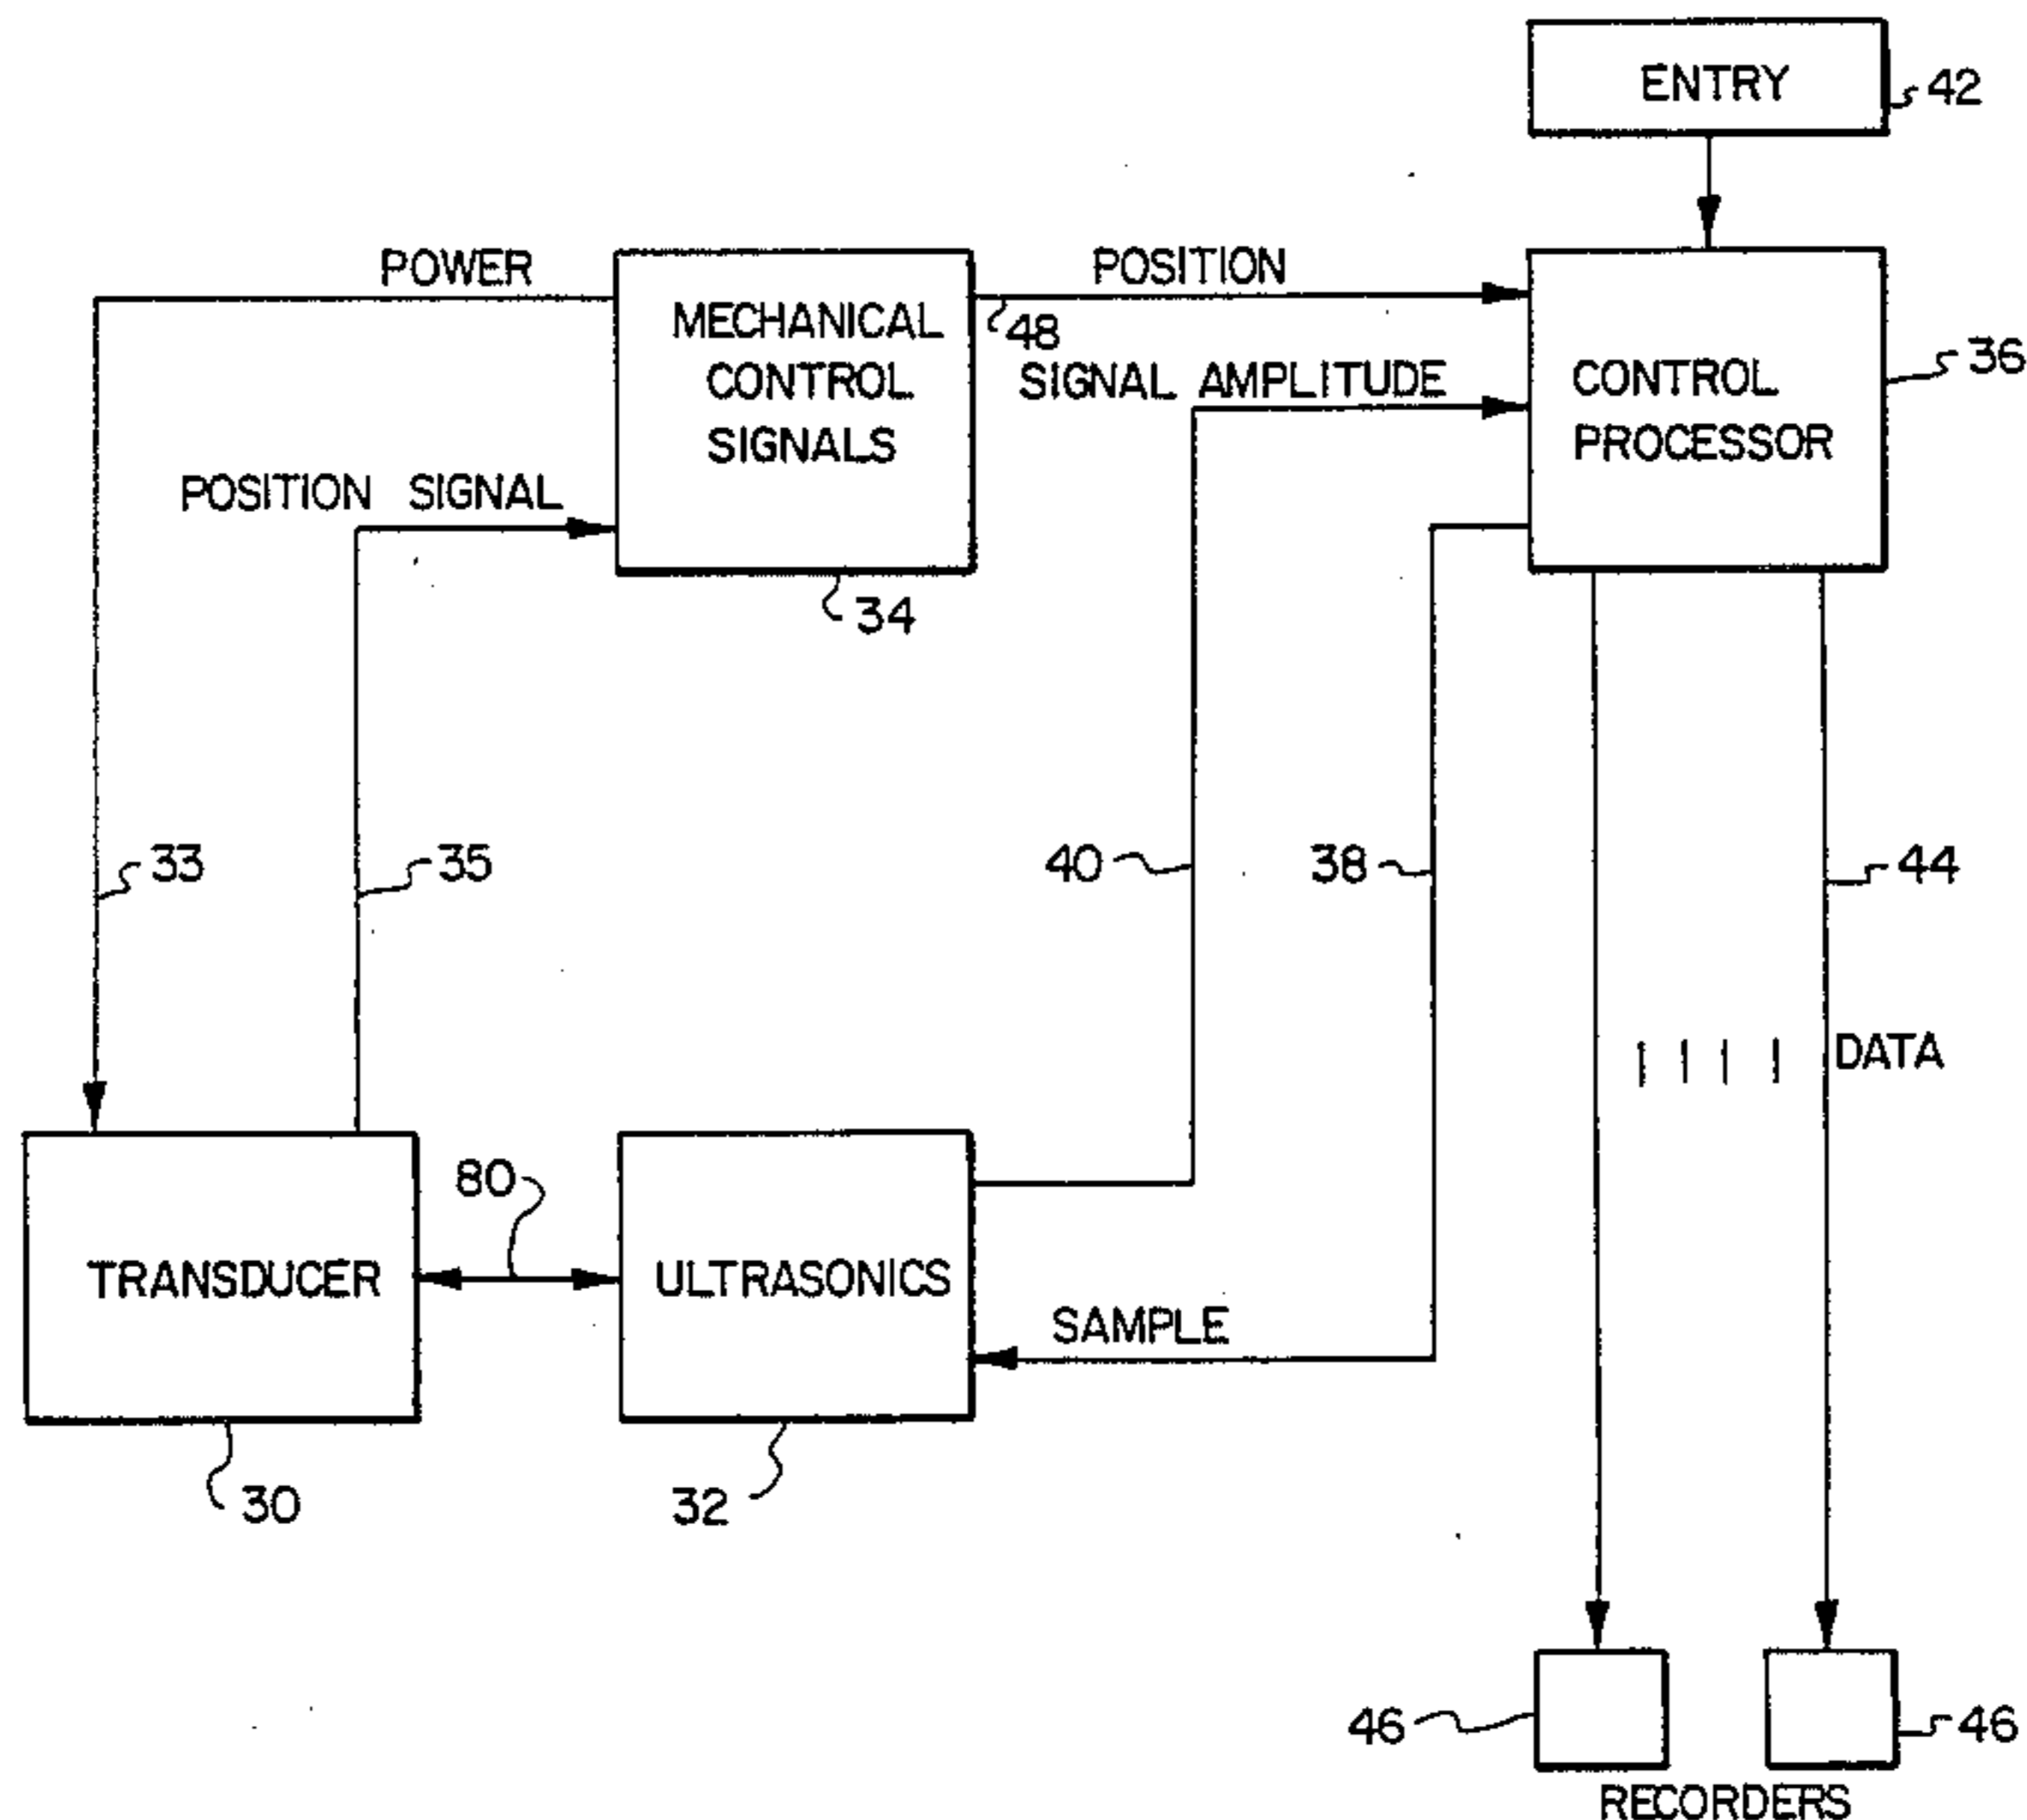 ENTRY
42
POWER
POSITION
MECHANICAL
CONTROL
SIGNALS
48
SIGNAL AMPLITUDE
CONTROL
PROCESSOR
36
POSITION SIGNAL
34
33
35
40
38
44
DATA
80
TRANSDUCER
ULTRASONICS
SAMPLE
30
32
46
46
RECORDERS